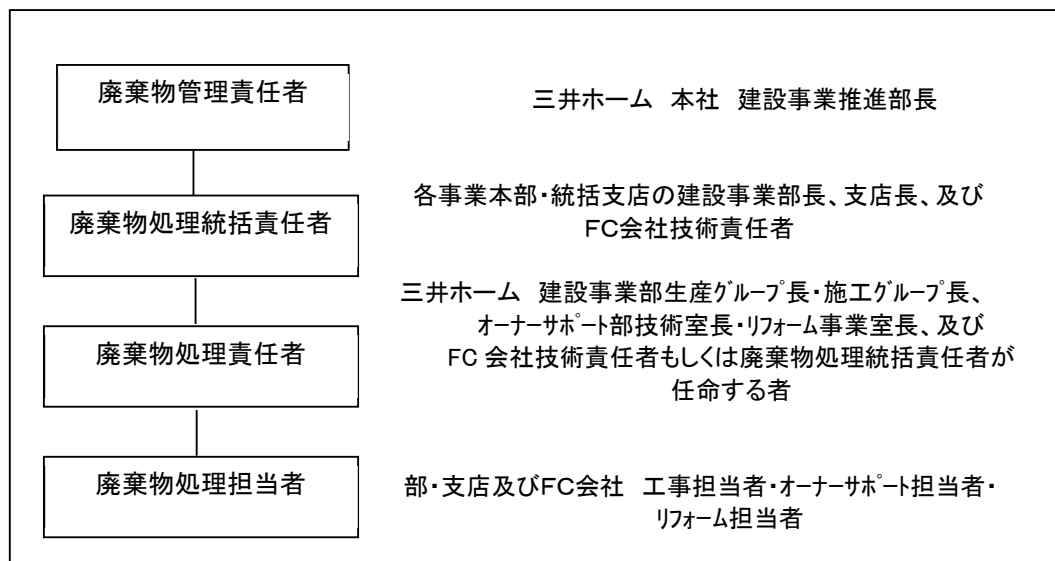 廃棄物管理責任者
三井ホーム 本社 建設事業推進部長
廃棄物処理統括責任者
各事業本部・統括支店の建設事業部長、支店長、及び
FC会社技術責任者
廃棄物処理責任者
三井ホーム 建設事業部生産ｸﾞﾙｰﾌﾟ長・施工ｸﾞﾙｰﾌﾟ長、
ｵｰﾅｰｻﾎﾟｰﾄ部技術室長・ﾘﾌｫｰﾑ事業室長、及び
FC 会社技術責任者もしくは廃棄物処理統括責任者が
任命する者
廃棄物処理担当者
部・支店及びFC会社 工事担当者・ｵｰﾅｰｻﾎﾟｰﾄ担当者・
ﾘﾌｫｰﾑ担当者